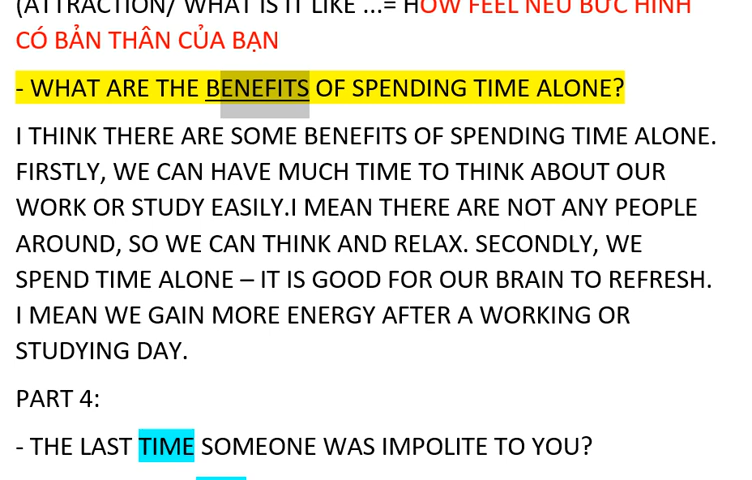 (ATTRACTION/ WHAT IS IT LIKE ...= HOW FEEL NẾU BỨC HÌNH
CÓ BẢN THÂN CỦA BẠN
- WHAT ARE THE BENEFITS OF SPENDING TIME ALONE?
I THINK THERE ARE SOME BENEFITS OF SPENDING TIME ALONE.
FIRSTLY, WE CAN HAVE MUCH TIME TO THINK ABOUT OUR
WORK OR STUDY EASILY.I MEAN THERE ARE NOT ANY PEOPLE
AROUND, SO WE CAN THINK AND RELAX. SECONDLY, WE
SPEND TIME ALONE – IT IS GOOD FOR OUR BRAIN TO REFRESH.
I MEAN WE GAIN MORE ENERGY AFTER A WORKING OR
STUDYING DAY.
PART 4:
- THE LAST TIME SOMEONE WAS IMPOLITE TO YOU?